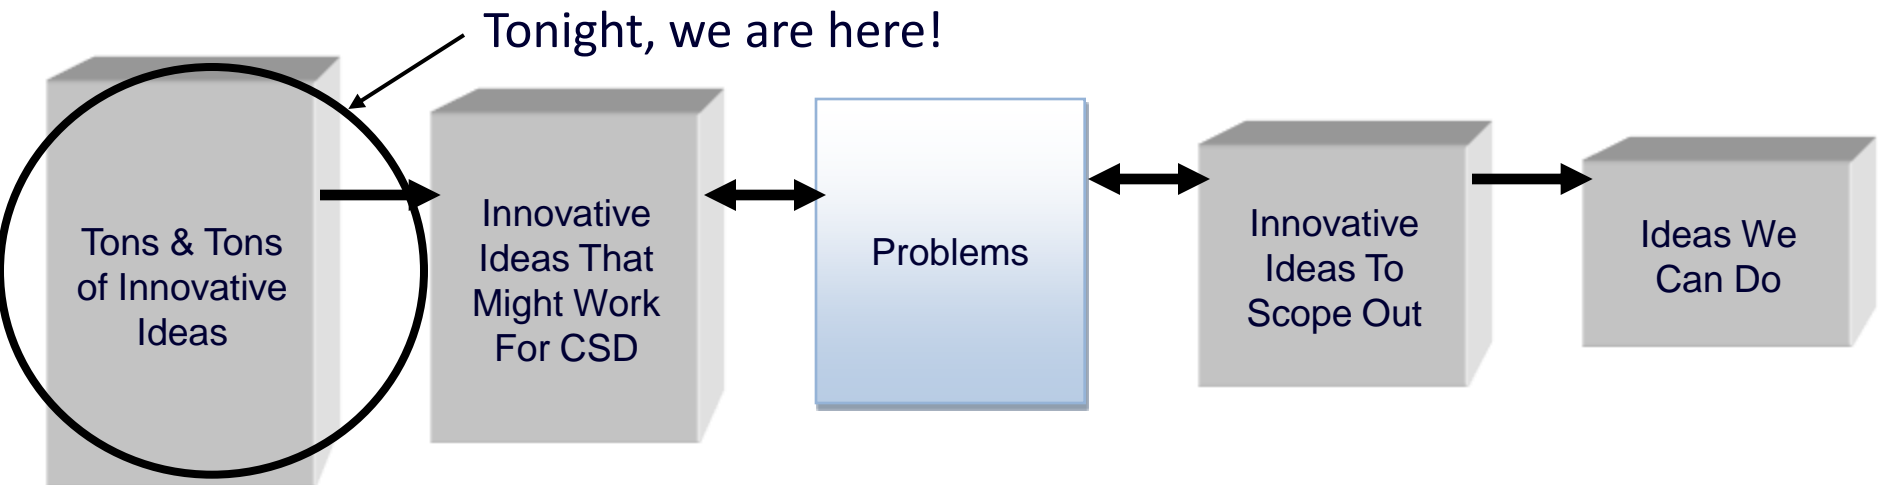 Tonight, we are here!
Tons & Tons
of Innovative
Ideas
Innovative
Ideas That
Might Work
For CSD
Problems
Innovative
Ideas To
Scope Out
Ideas We
Can Do